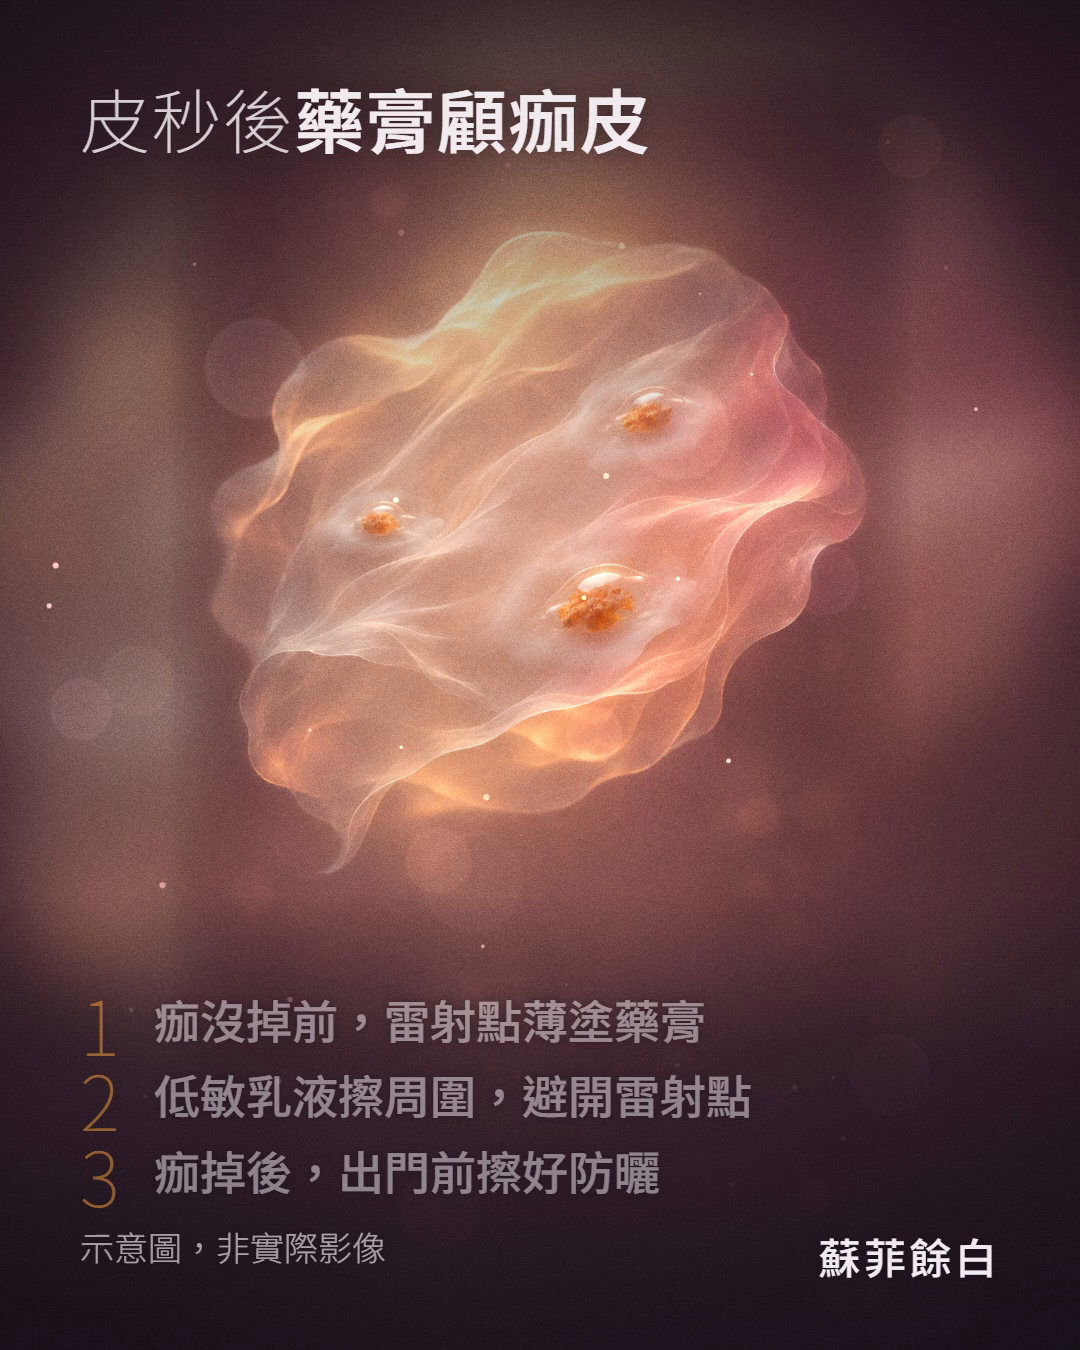 皮秒後藥膏顧痂皮
1 痂沒掉前，雷射點薄塗藥膏
2 低敏乳液擦周圍，避開雷射點
3 痂掉後，出門前擦好防曬
示意圖，非實際影像
蘇菲餘白